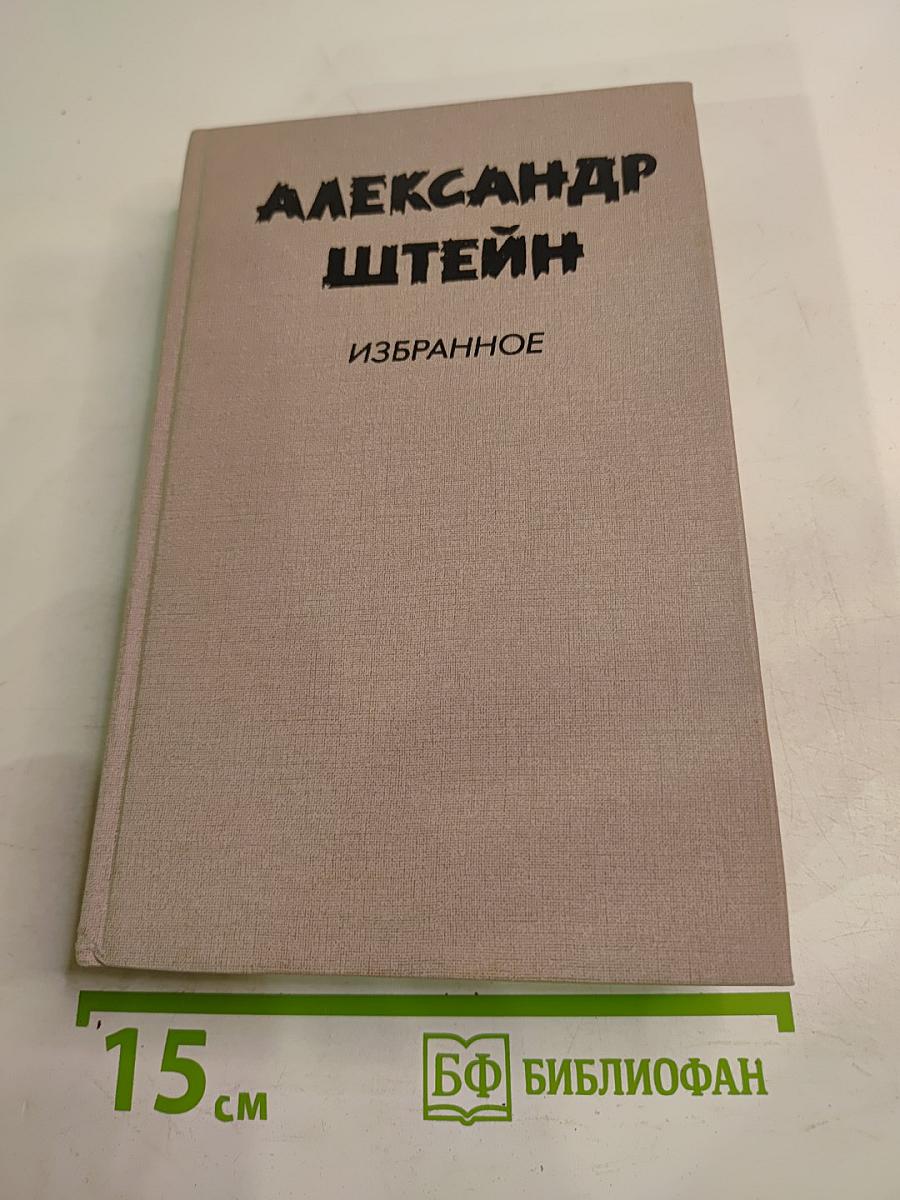 АЛЕКСАНДР
ШТЕЙН
ИЗБРАННОЕ
15 см
БФ БИБЛИОФАН